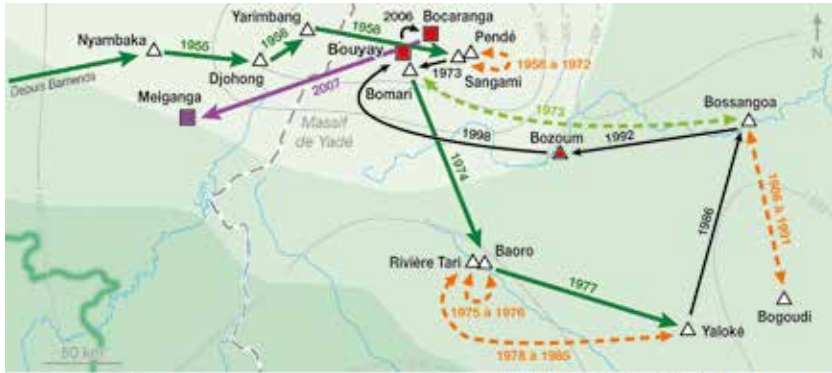 Yarimbang
1958
2006
Bocaranga
Nyambaka
1955
1956
Bouyay
Pendé
1956 à 1972
N
Djohong
1973
Sangami
Depuis Bamenda
2007
Bomari
Meiganga
Massif
de Yadé
1973
Bossangoa
1998
Bozoum
1992
1974
1986 à 1991
1986
Rivière Tari
Baoro
1977
1975 à 1976
Bogoudi
Yaloké
50 km
1978 à 1985